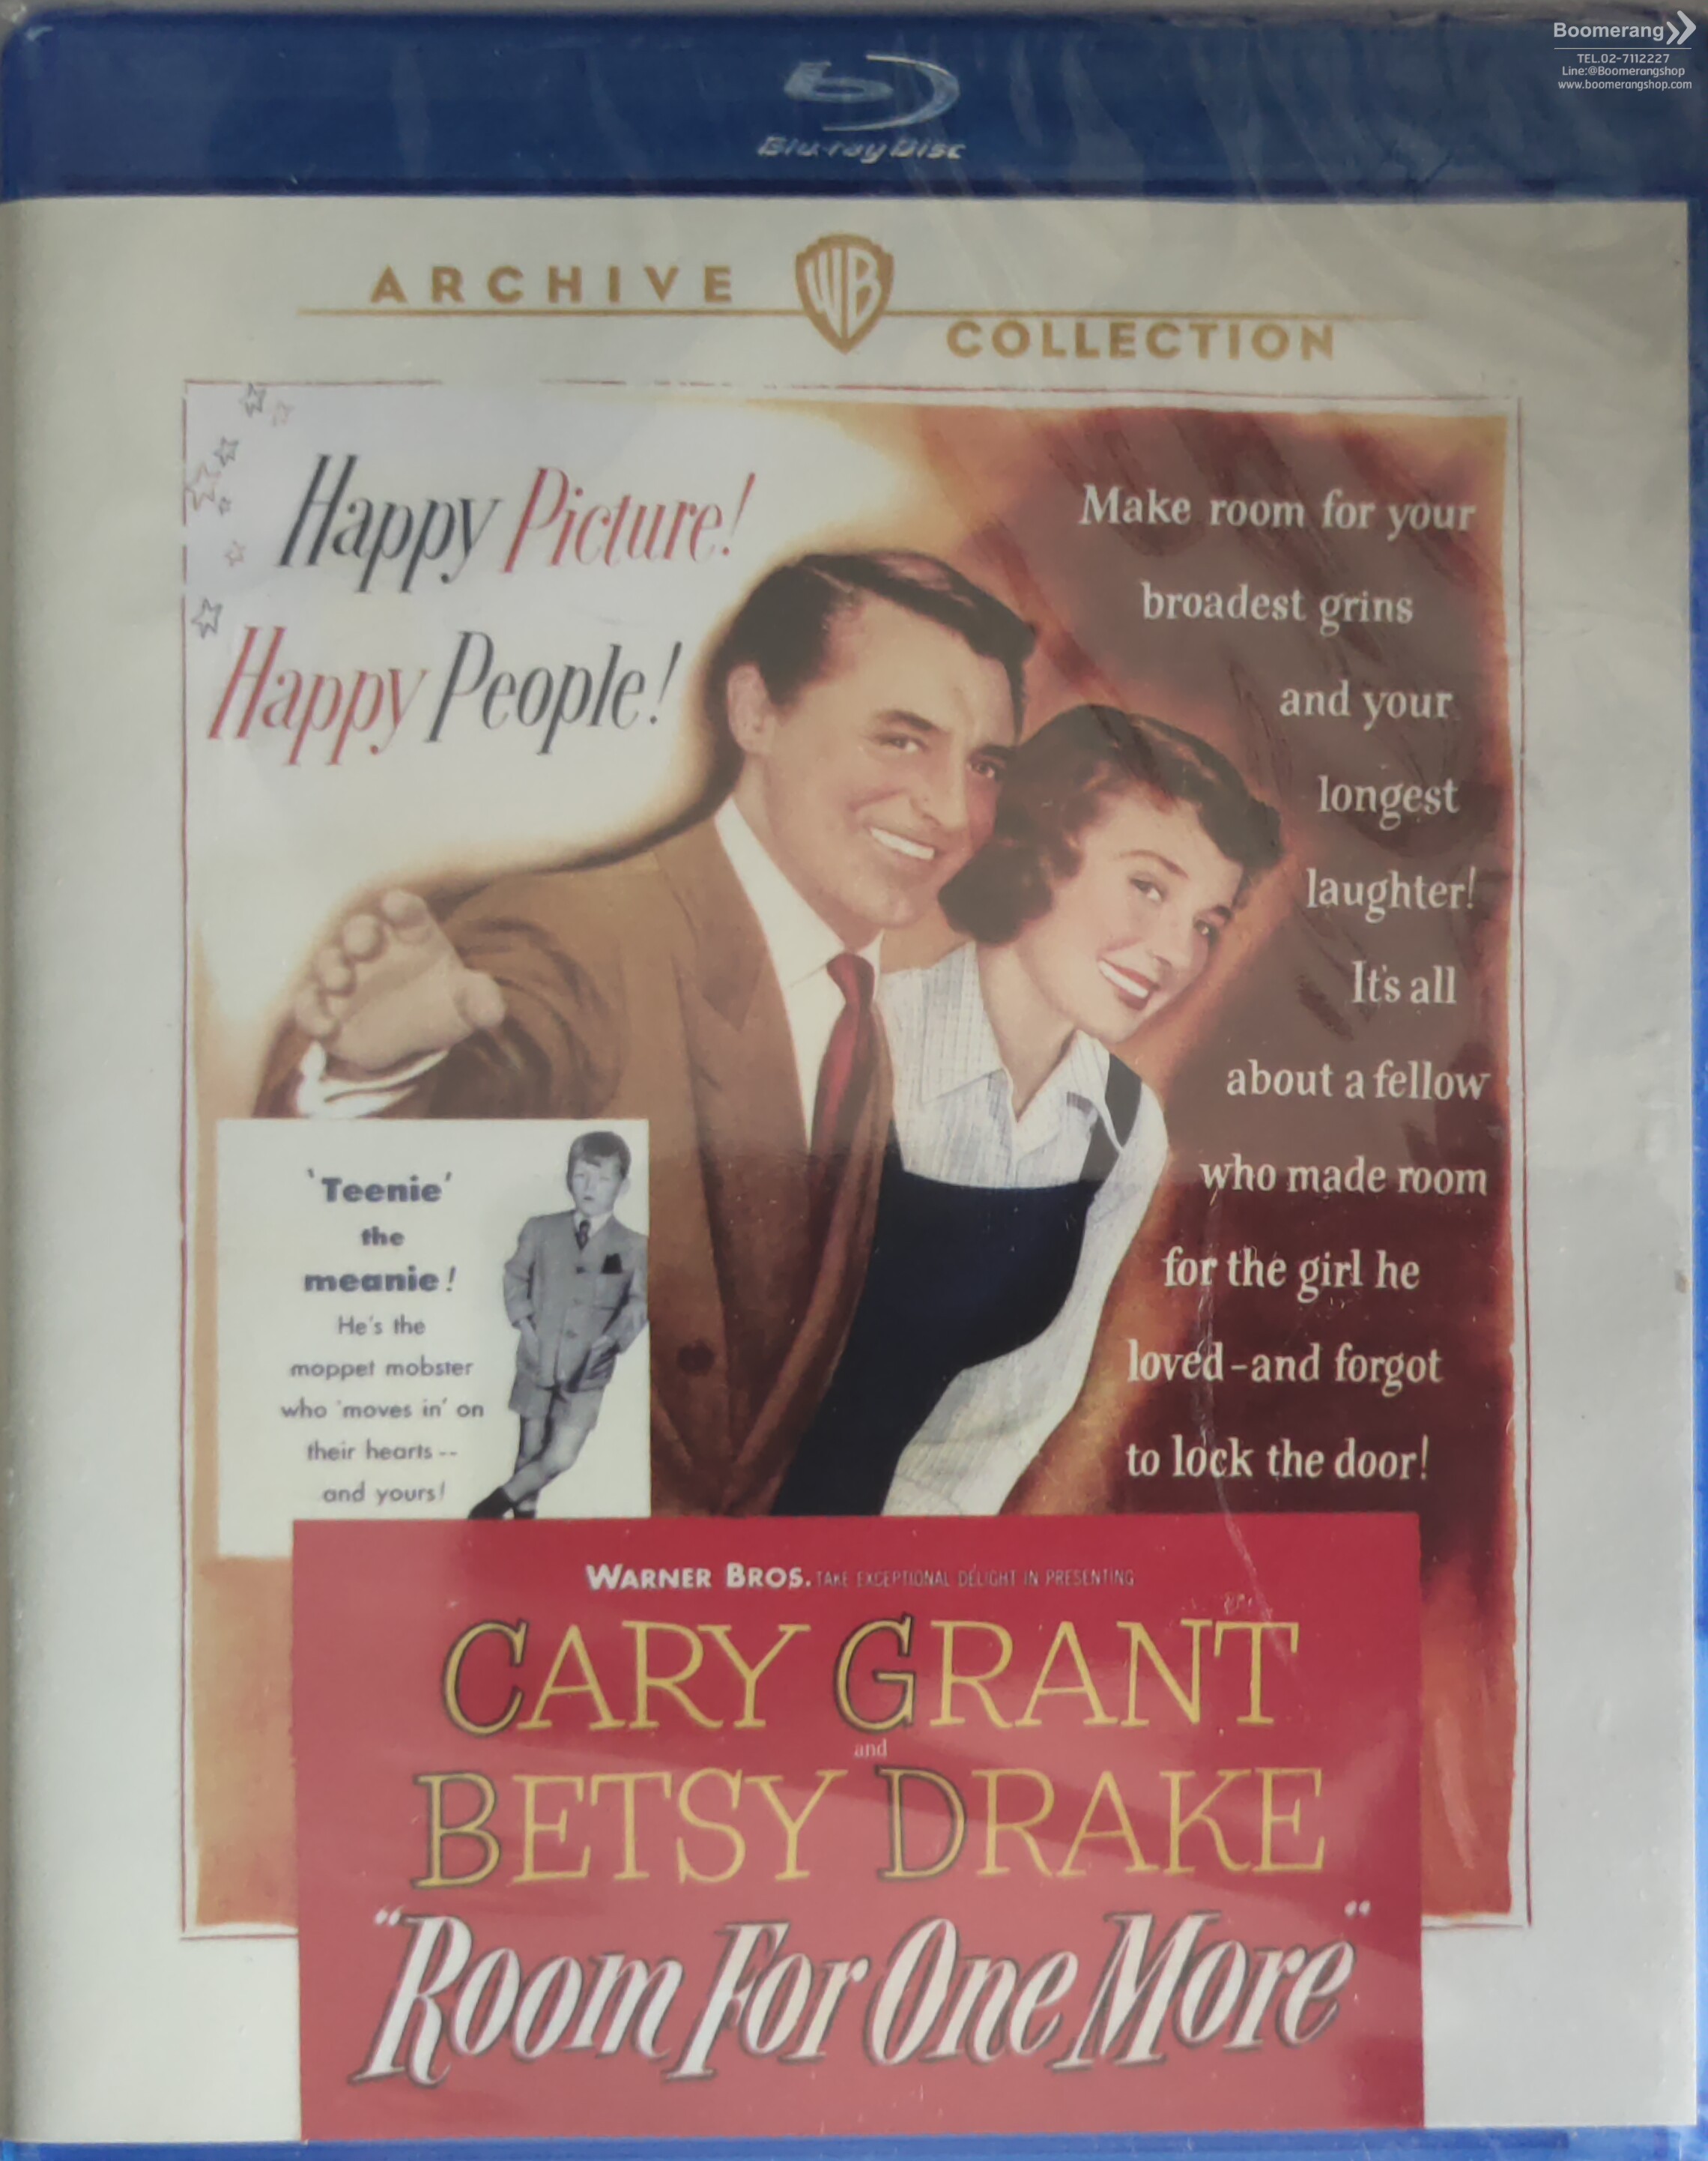 Boomerang
TEL.02-7112227
Line:@Boomerangshop
www.boomerangshop.com
Blu-ray Disc
ARCHIVE WB COLLECTION
Happy Picture!
Happy People!
Make room for your
broadest grins
and your
longest
laughter!
It's all
about a fellow
who made room
for the girl he
loved-and forgot
to lock the door!
'Teenie'
the
meanie!
He's the
moppet mobster
who 'moves in' on
their hearts--
and yours!
WARNER BROS. TAKE EXCEPTIONAL DELIGHT IN PRESENTING
CARY GRANT
and
BETSY DRAKE
"ROOM FOR ONE MORE"